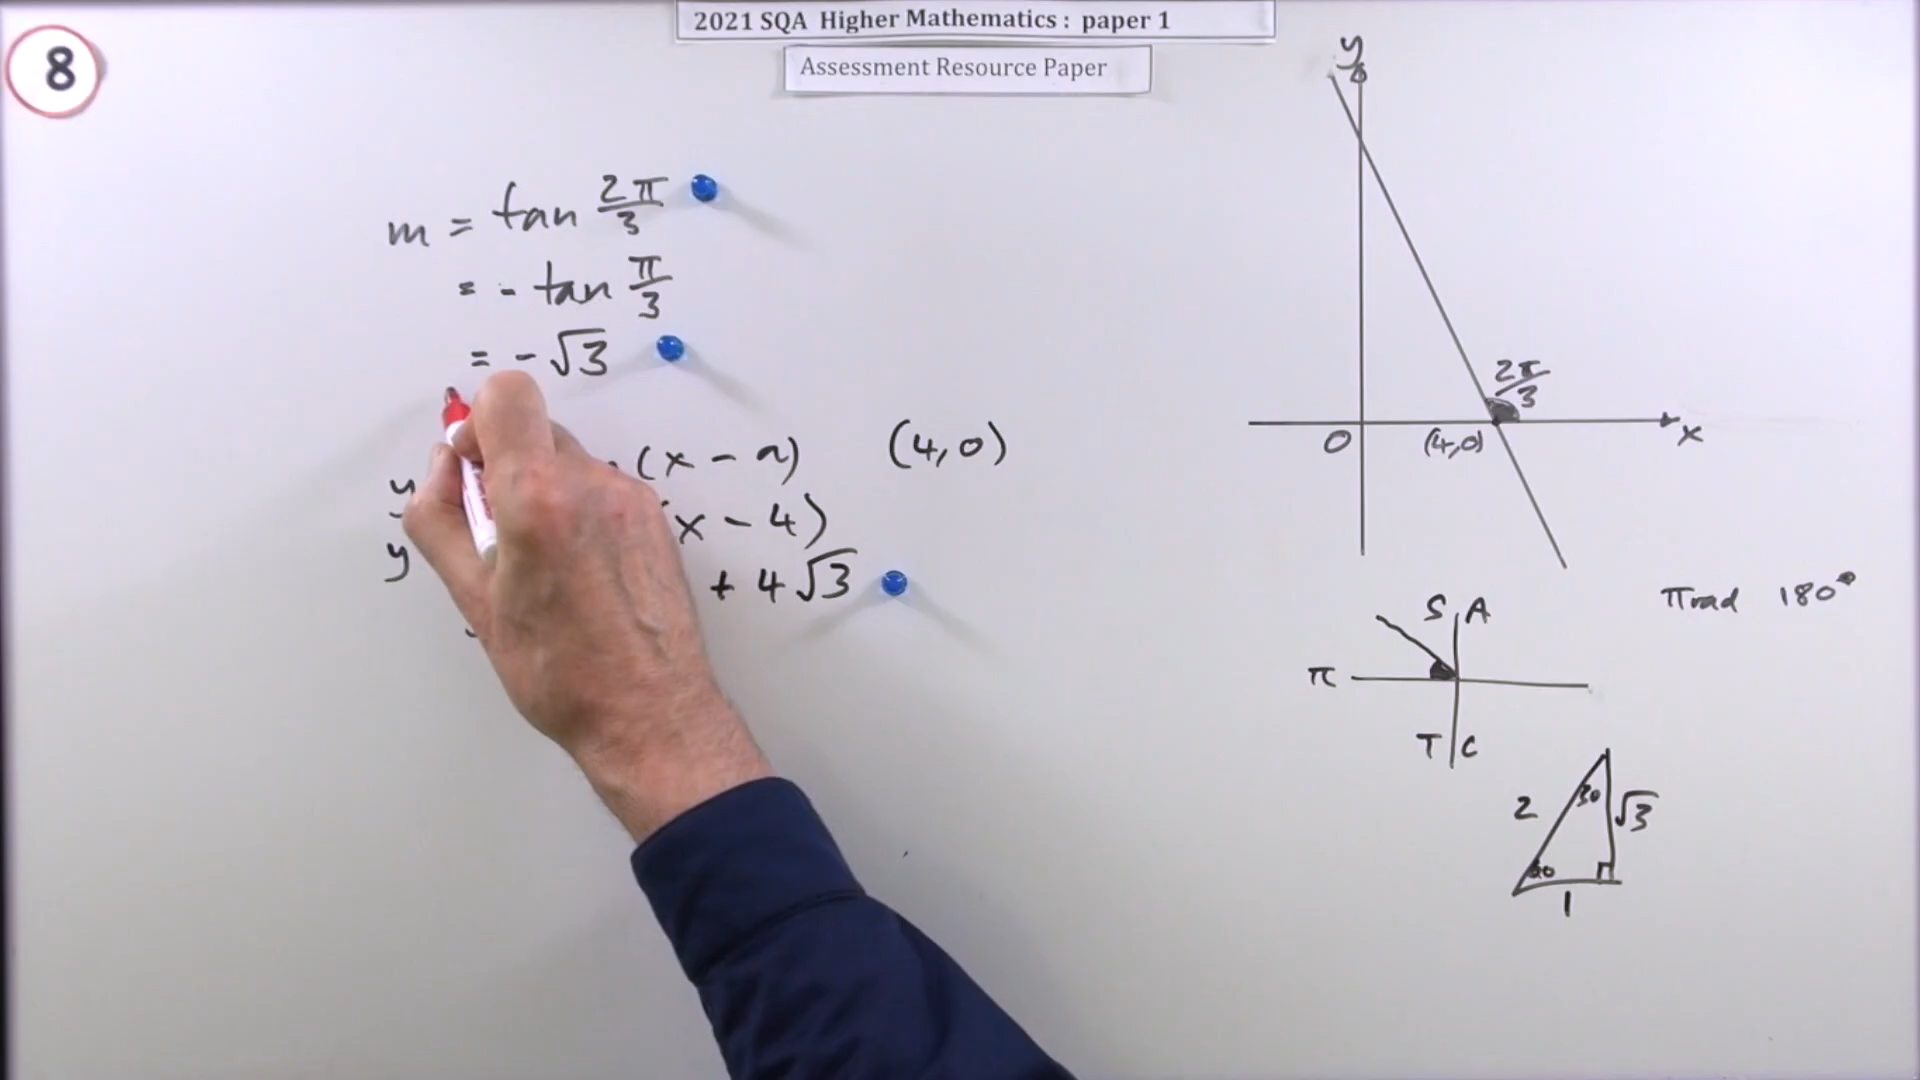 2021 SQA Higher Mathematics : paper 1
Assessment Resource Paper
8
m = tan 2π/3
= - tan π/3
= - √3
(x - a) (4,0)
y (x - 4)
y + 4√3
y
2π/3
O (4,0) x
πrad 180°
S A
π
T C
2 30 √3
60
1